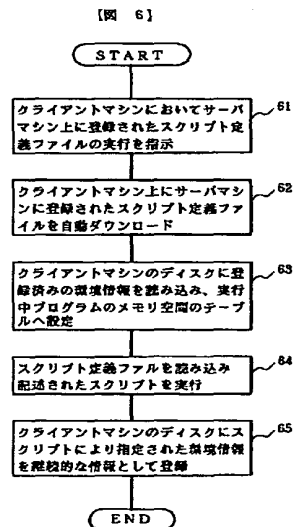 【図 6】
START
クライアントマシンにおいてサーバ
マシン上に登録されたスクリプト定
義ファイルの実行を指示
61
クライアントマシン上にサーバマシ
ンに登録されたスクリプト定義ファ
イルを自動ダウンロード
62
クライアントマシンのディスクに登
録済みの環境情報を読み込み、実行
中プログラムのメモリ空間のテーブ
ルへ設定
63
スクリプト定義ファルを読み込み
記述されたスクリプトを実行
64
クライアントマシンのディスクにス
クリプトにより指定された環境情報
を継続的な情報として登録
65
END